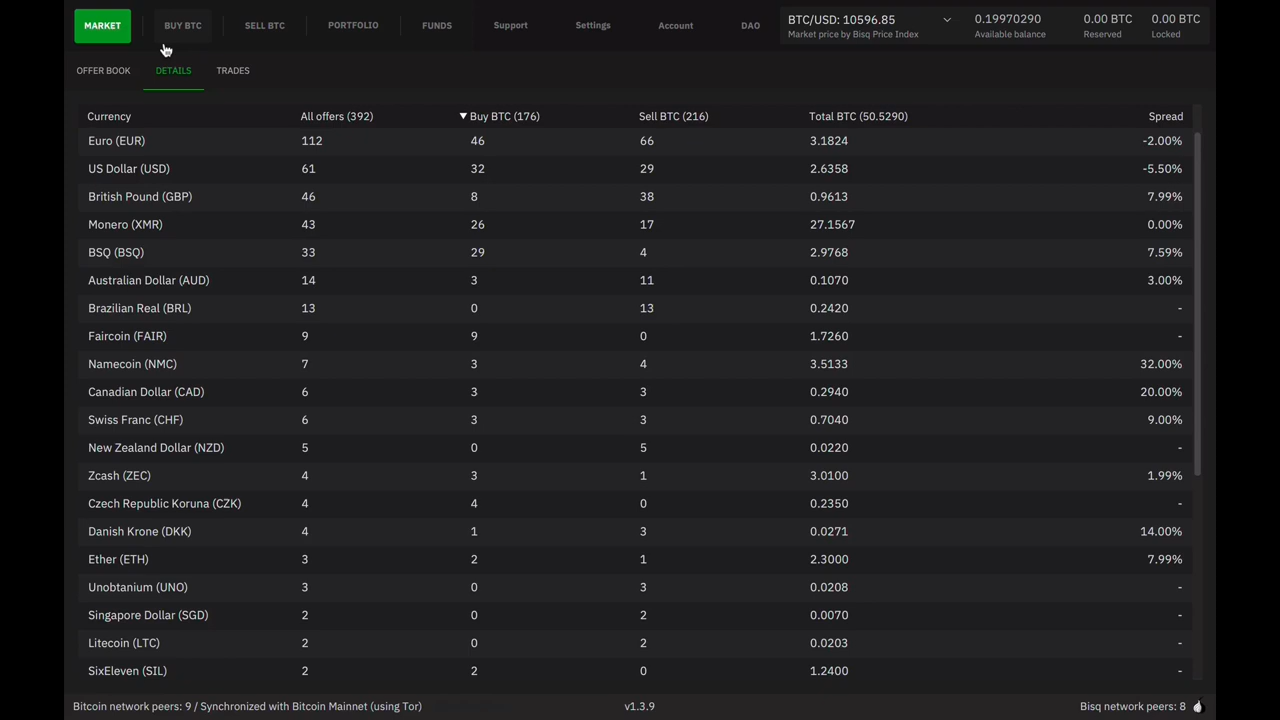 MARKET BUY BTC SELL BTC PORTFOLIO FUNDS Support Settings Account DAO BTC/USD: 10596.85 0.19970290 0.00 BTC 0.00 BTC
Market price by Bisq Price Index Available balance Reserved Locked
OFFER BOOK DETAILS TRADES
Currency All offers (392) ▼ Buy BTC (176) Sell BTC (216) Total BTC (50.5290) Spread
Euro (EUR) 112 46 66 3.1824 -2.00%
US Dollar (USD) 61 32 29 2.6358 -5.50%
British Pound (GBP) 46 8 38 0.9613 7.99%
Monero (XMR) 43 26 17 27.1567 0.00%
BSQ (BSQ) 33 29 4 2.9768 7.59%
Australian Dollar (AUD) 14 3 11 0.1070 3.00%
Brazilian Real (BRL) 13 0 13 0.2420 -
Faircoin (FAIR) 9 9 0 1.7260 -
Namecoin (NMC) 7 3 4 3.5133 32.00%
Canadian Dollar (CAD) 6 3 3 0.2940 20.00%
Swiss Franc (CHF) 6 3 3 0.7040 9.00%
New Zealand Dollar (NZD) 5 0 5 0.0220 -
Zcash (ZEC) 4 3 1 3.0100 1.99%
Czech Republic Koruna (CZK) 4 4 0 0.2350 -
Danish Krone (DKK) 4 1 3 0.0271 14.00%
Ether (ETH) 3 2 1 2.3000 7.99%
Unobtanium (UNO) 3 0 3 0.0208 -
Singapore Dollar (SGD) 2 0 2 0.0070 -
Litecoin (LTC) 2 0 2 0.0203 -
SixEleven (SIL) 2 2 0 1.2400 -
Bitcoin network peers: 9 / Synchronized with Bitcoin Mainnet (using Tor) v1.3.9 Bisq network peers: 8